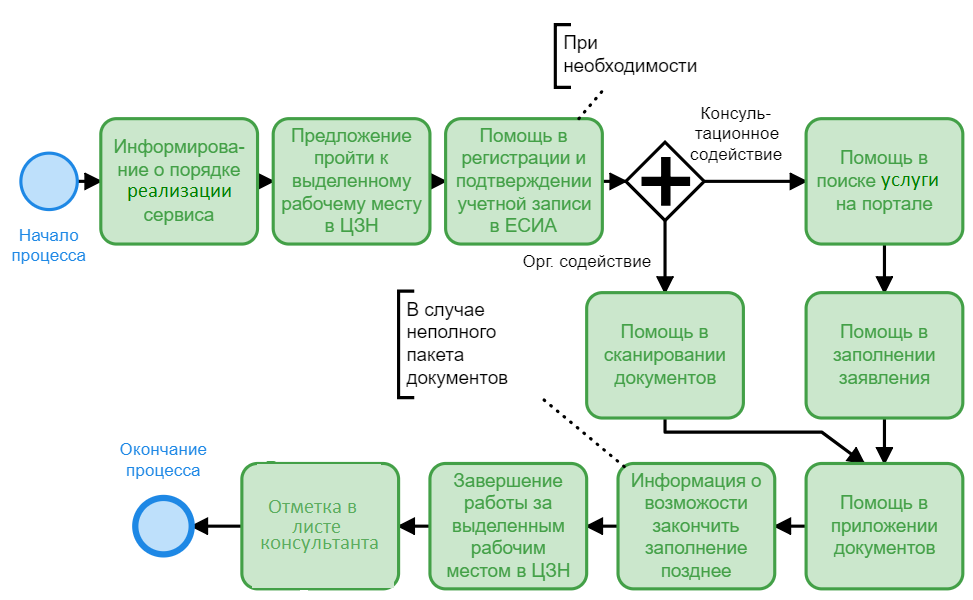 При
необходимости
Информирова-
ние о порядке
реализации
сервиса
Предложение
пройти к
выделенному
рабочему месту
в ЦЗН
Помощь в
регистрации и
подтверждении
учетной записи
в ЕСИА
Консуль-
тационное
содействие
Помощь в
поиске услуги
на портале
Начало
процесса
Орг. содействие
В случае
неполного
пакета
документов
Помощь в
сканировании
документов
Помощь в
заполнении
заявления
Окончание
процесса
Отметка в
листе
консультанта
Завершение
работы за
выделенным
рабочим
местом в ЦЗН
Информация о
возможости
закончить
заполнение
позднее
Помощь в
приложении
документов